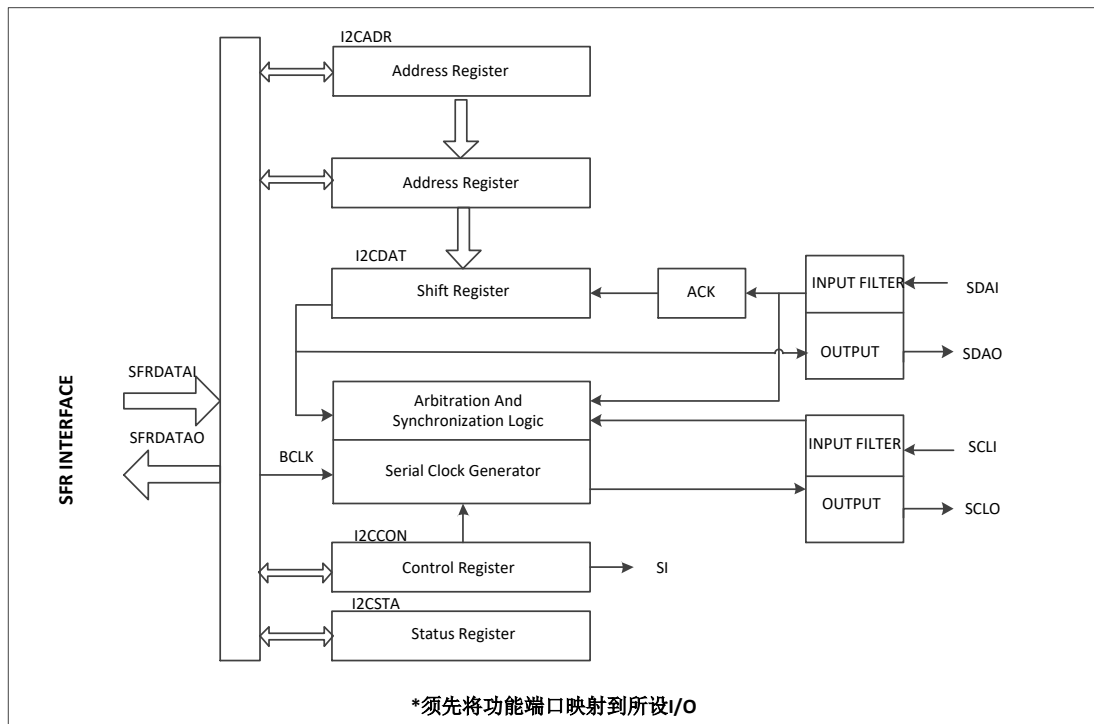 I2CADR
Address Register
Address Register
I2CDAT
Shift Register
ACK
INPUT FILTER
SDAI
OUTPUT
SDAO
SFRDATAI
SFRDATAO
SFR INTERFACE
Arbitration And
Synchronization Logic
BCLK
Serial Clock Generator
INPUT FILTER
SCLI
OUTPUT
SCLO
I2CCON
Control Register
SI
I2CSTA
Status Register
*须先将功能端口映射到所设I/O